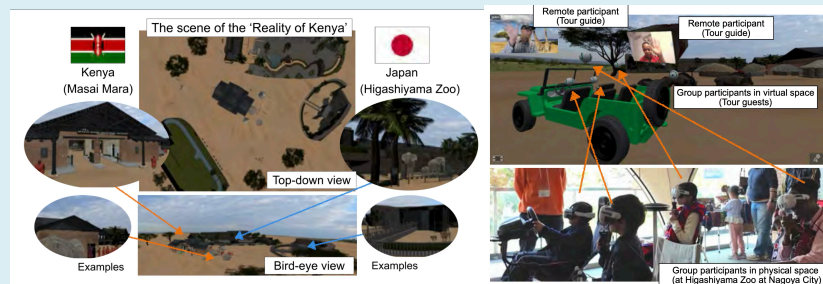 The scene of the 'Reality of Kenya'
Kenya
(Masai Mara)
Japan
(Higashiyama Zoo)
Top-down view
Bird-eye view
Examples
Examples
Remote participant
(Tour guide)
Remote participant
(Tour guide)
Group participants in virtual space
(Tour guests)
Group participants in physical space
(at Higashiyama Zoo at Nagoya City)